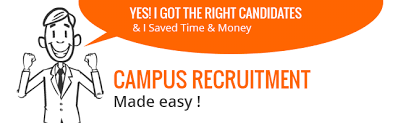 YES! I GOT THE RIGHT CANDIDATES
& I Saved Time & Money
CAMPUS RECRUITMENT
Made easy !